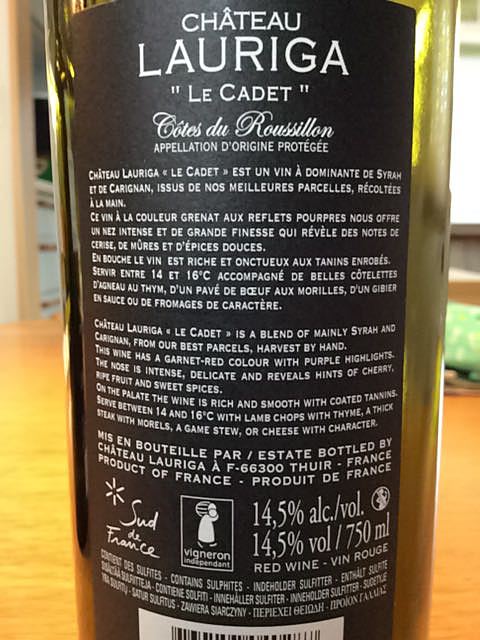 CHÂTEAU
LAURIGA
" LE CADET "
Côtes du Roussillon
APPELLATION D'ORIGINE PROTÉGÉE
CHÂTEAU LAURIGA « LE CADET » EST UN VIN À DOMINANTE DE SYRAH
ET DE CARIGNAN, ISSUS DE NOS MEILLEURES PARCELLES, RÉCOLTÉES
À LA MAIN.
CE VIN À LA COULEUR GRENAT AUX REFLETS POURPRES NOUS OFFRE
UN NEZ INTENSE ET DE GRANDE FINESSE QUI RÉVÈLE DES NOTES DE
CERISE, DE MÛRES ET D'ÉPICES DOUCES.
EN BOUCHE LE VIN EST RICHE ET ONCTUEUX AUX TANINS ENROBÉS.
SERVIR ENTRE 14 ET 16°C ACCOMPAGNÉ DE BELLES CÔTELETTES
D'AGNEAU AU THYM, D'UN PAVÉ DE BŒUF AUX MORILLES, D'UN GIBIER
EN SAUCE OU DE FROMAGES DE CARACTÈRE.
CHÂTEAU LAURIGA « LE CADET » IS A BLEND OF MAINLY SYRAH AND
CARIGNAN, FROM OUR BEST PARCELS, HARVEST BY HAND.
THIS WINE HAS A GARNET-RED COLOUR WITH PURPLE HIGHLIGHTS.
THE NOSE IS INTENSE, DELICATE AND REVEALS HINTS OF CHERRY,
RIPE FRUIT AND SWEET SPICES.
ON THE PALATE THE WINE IS RICH AND SMOOTH WITH COATED TANNINS.
SERVE BETWEEN 14 AND 16°C WITH LAMB CHOPS WITH THYME, A THICK
STEAK WITH MORELS, A GAME STEW, OR CHEESE WITH CHARACTER.
MIS EN BOUTEILLE PAR / ESTATE BOTTLED BY
CHÂTEAU LAURIGA À F-66300 THUIR - FRANCE
PRODUCT OF FRANCE - PRODUIT DE FRANCE
Sud
de
France
vigneron
indépendant
14,5% alc./vol.
14,5% vol / 750 ml
RED WINE - VIN ROUGE
CONTIENT DES SULFITES - CONTAINS SULPHITES - INDEHOLDER SULFITTER - ENTHÄLT SULFITE
SISÄLTÄÄ SULFIITTEJA - CONTIENE SOLFITI - INNEHÅLLER SULFITER - INNEHOLDER SULFITTER -
SULFITU - SATUR SULFITUS - ZAWIERA SIARCZYNY - ΠΕΡΙΕΧΕΙ ΘΕΙΩΔΗ - ΠΡΟΪΟΝ ΓΑΛΛΙΑΣ